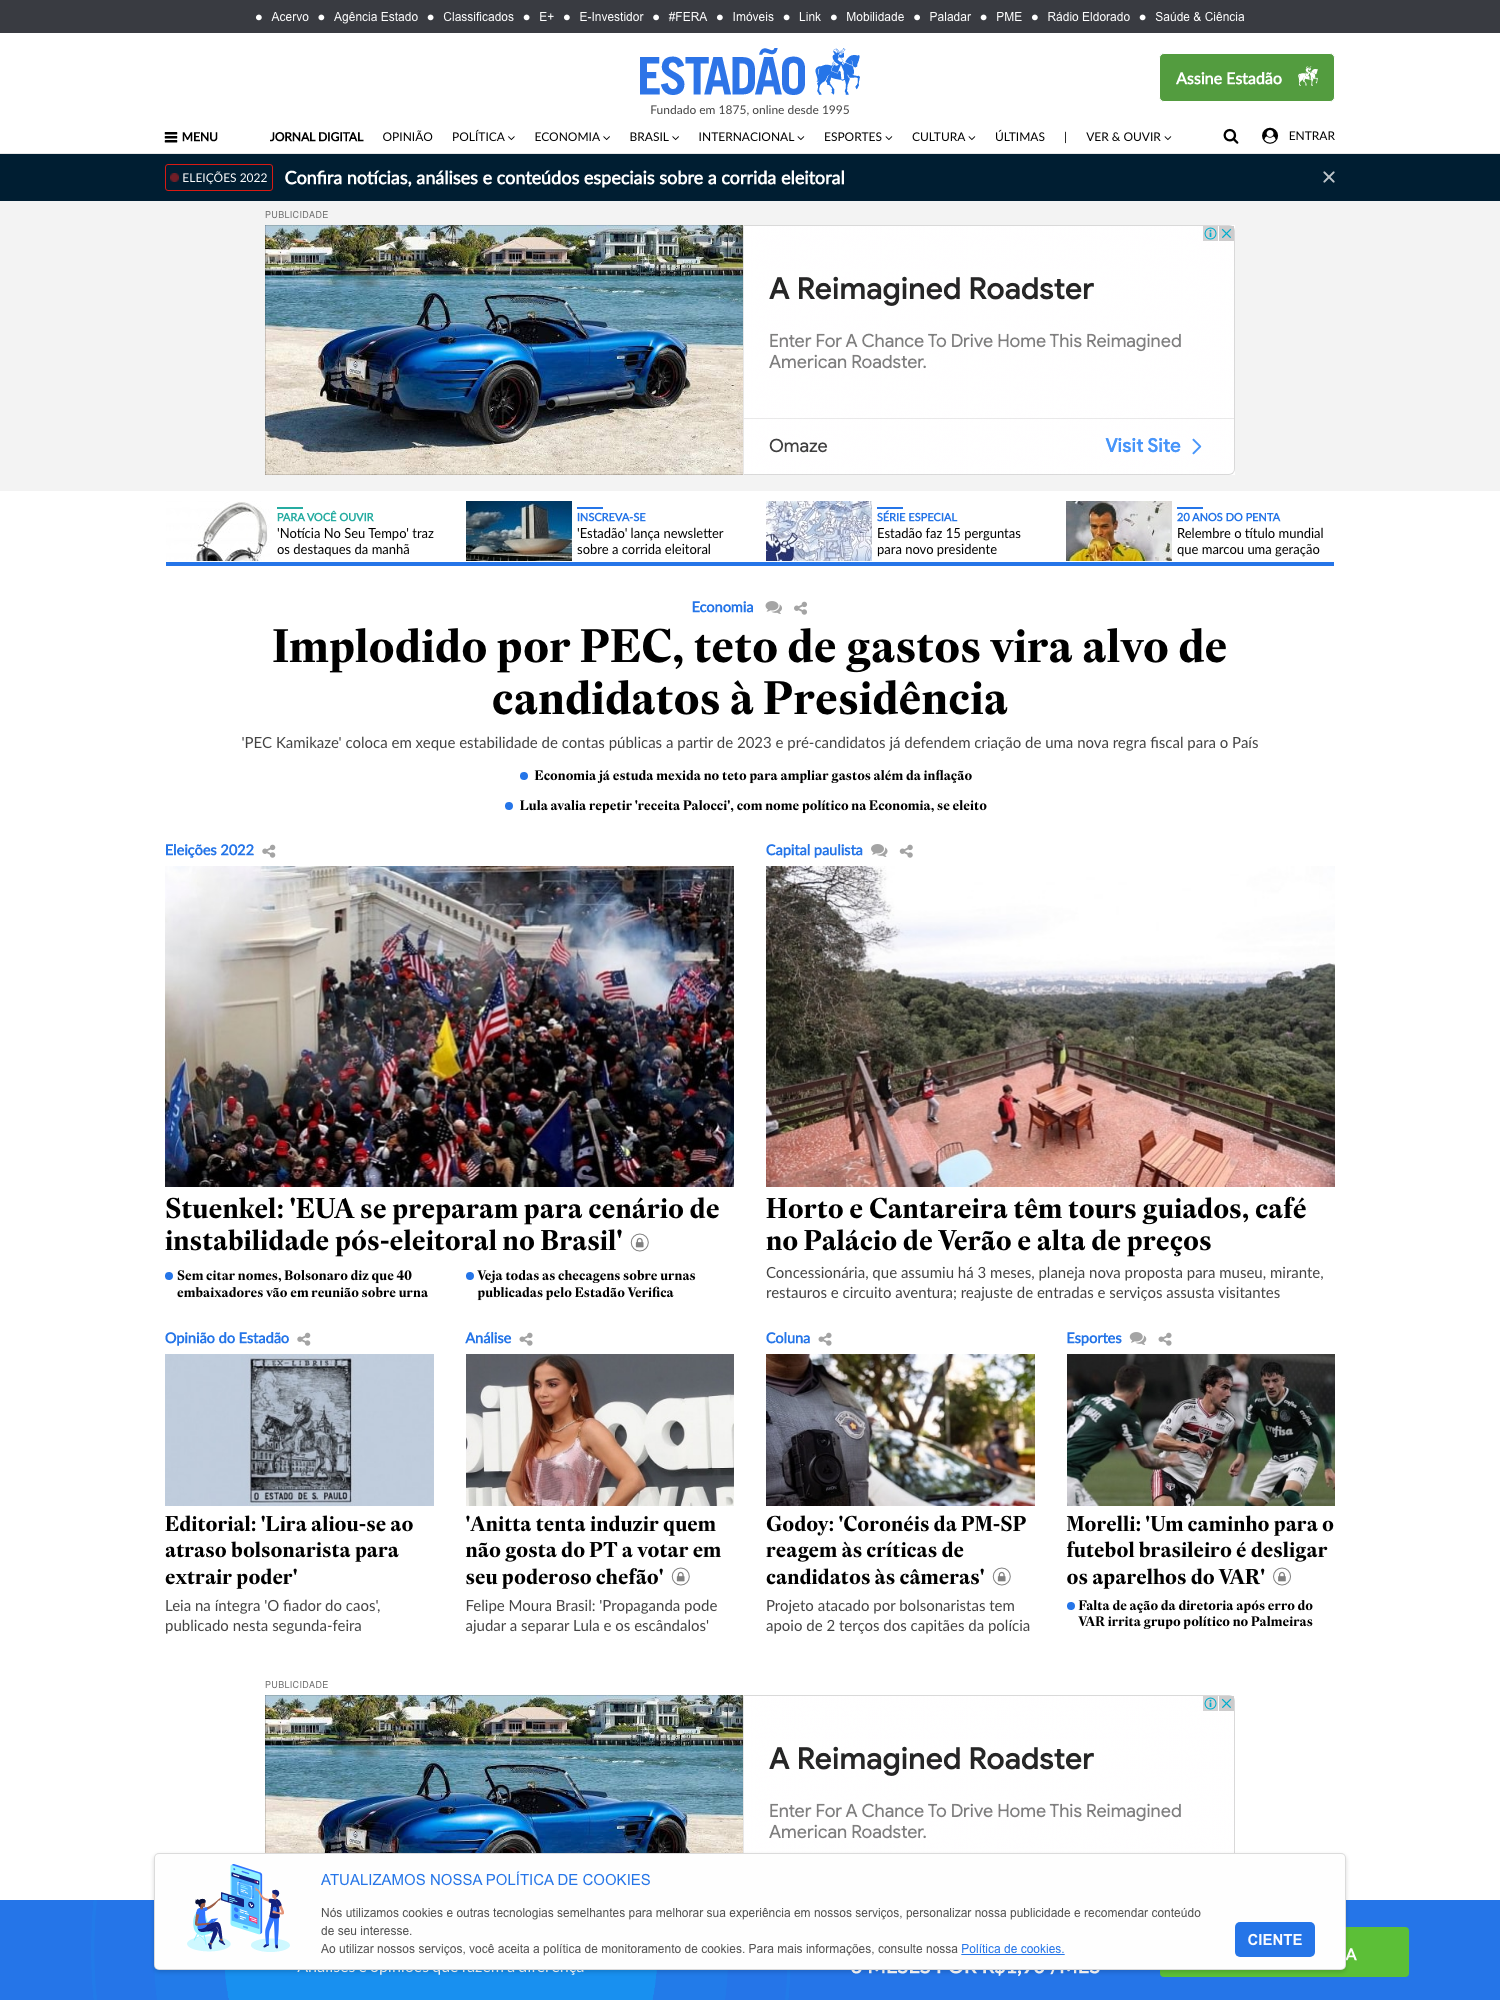 Acervo
Agência Estado
Classificados
E+
E-Investidor
#FERA
Imóveis
Link
Mobilidade
Paladar
PME
Rádio Eldorado
Saúde & Ciência
ESTADÃO
Fundado em 1875, online desde 1995
Assine Estadão
MENU
JORNAL DIGITAL
OPINIÃO
POLÍTICA
ECONOMIA
BRASIL
INTERNACIONAL
ESPORTES
CULTURA
ÚLTIMAS
|
VER & OUVIR
ENTRAR
ELEIÇÕES 2022
Confira notícias, análises e conteúdos especiais sobre a corrida eleitoral
PUBLICIDADE
A Reimagined Roadster
Enter For A Chance To Drive Home This Reimagined
American Roadster.
Omaze
Visit Site
PARA VOCÊ OUVIR
'Notícia No Seu Tempo' traz
os destaques da manhã
INSCREVA-SE
'Estadão' lança newsletter
sobre a corrida eleitoral
SÉRIE ESPECIAL
Estadão faz 15 perguntas
para novo presidente
20 ANOS DO PENTA
Relembre o título mundial
que marcou uma geração
Economia
Implodido por PEC, teto de gastos vira alvo de
candidatos à Presidência
'PEC Kamikaze' coloca em xeque estabilidade de contas públicas a partir de 2023 e pré-candidatos já defendem criação de uma nova regra fiscal para o País
Economia já estuda mexida no teto para ampliar gastos além da inflação
Lula avalia repetir 'receita Palocci', com nome político na Economia, se eleito
Eleições 2022
Stuenkel: 'EUA se preparam para cenário de
instabilidade pós-eleitoral no Brasil'
Sem citar nomes, Bolsonaro diz que 40
embaixadores vão em reunião sobre urna
Veja todas as checagens sobre urnas
publicadas pelo Estadão Verifica
Capital paulista
Horto e Cantareira têm tours guiados, café
no Palácio de Verão e alta de preços
Concessionária, que assumiu há 3 meses, planeja nova proposta para museu, mirante,
restauros e circuito aventura; reajuste de entradas e serviços assusta visitantes
Opinião do Estadão
EX-LIBRIS
O ESTADO DE S. PAULO
Editorial: 'Lira aliou-se ao
atraso bolsonarista para
extrair poder'
Leia na íntegra 'O fiador do caos',
publicado nesta segunda-feira
Análise
'Anitta tenta induzir quem
não gosta do PT a votar em
seu poderoso chefão'
Felipe Moura Brasil: 'Propaganda pode
ajudar a separar Lula e os escândalos'
Coluna
Godoy: 'Coronéis da PM-SP
reagem às críticas de
candidatos às câmeras'
Projeto atacado por bolsonaristas tem
apoio de 2 terços dos capitães da polícia
Esportes
Morelli: 'Um caminho para o
futebol brasileiro é desligar
os aparelhos do VAR'
Falta de ação da diretoria após erro do
VAR irrita grupo político no Palmeiras
PUBLICIDADE
A Reimagined Roadster
Enter For A Chance To Drive Home This Reimagined
American Roadster.
ATUALIZAMOS NOSSA POLÍTICA DE COOKIES
Nós utilizamos cookies e outras tecnologias semelhantes para melhorar sua experiência em nossos serviços, personalizar nossa publicidade e recomendar conteúdo
de seu interesse.
Ao utilizar nossos serviços, você aceita a política de monitoramento de cookies. Para mais informações, consulte nossa Política de cookies.
CIENTE